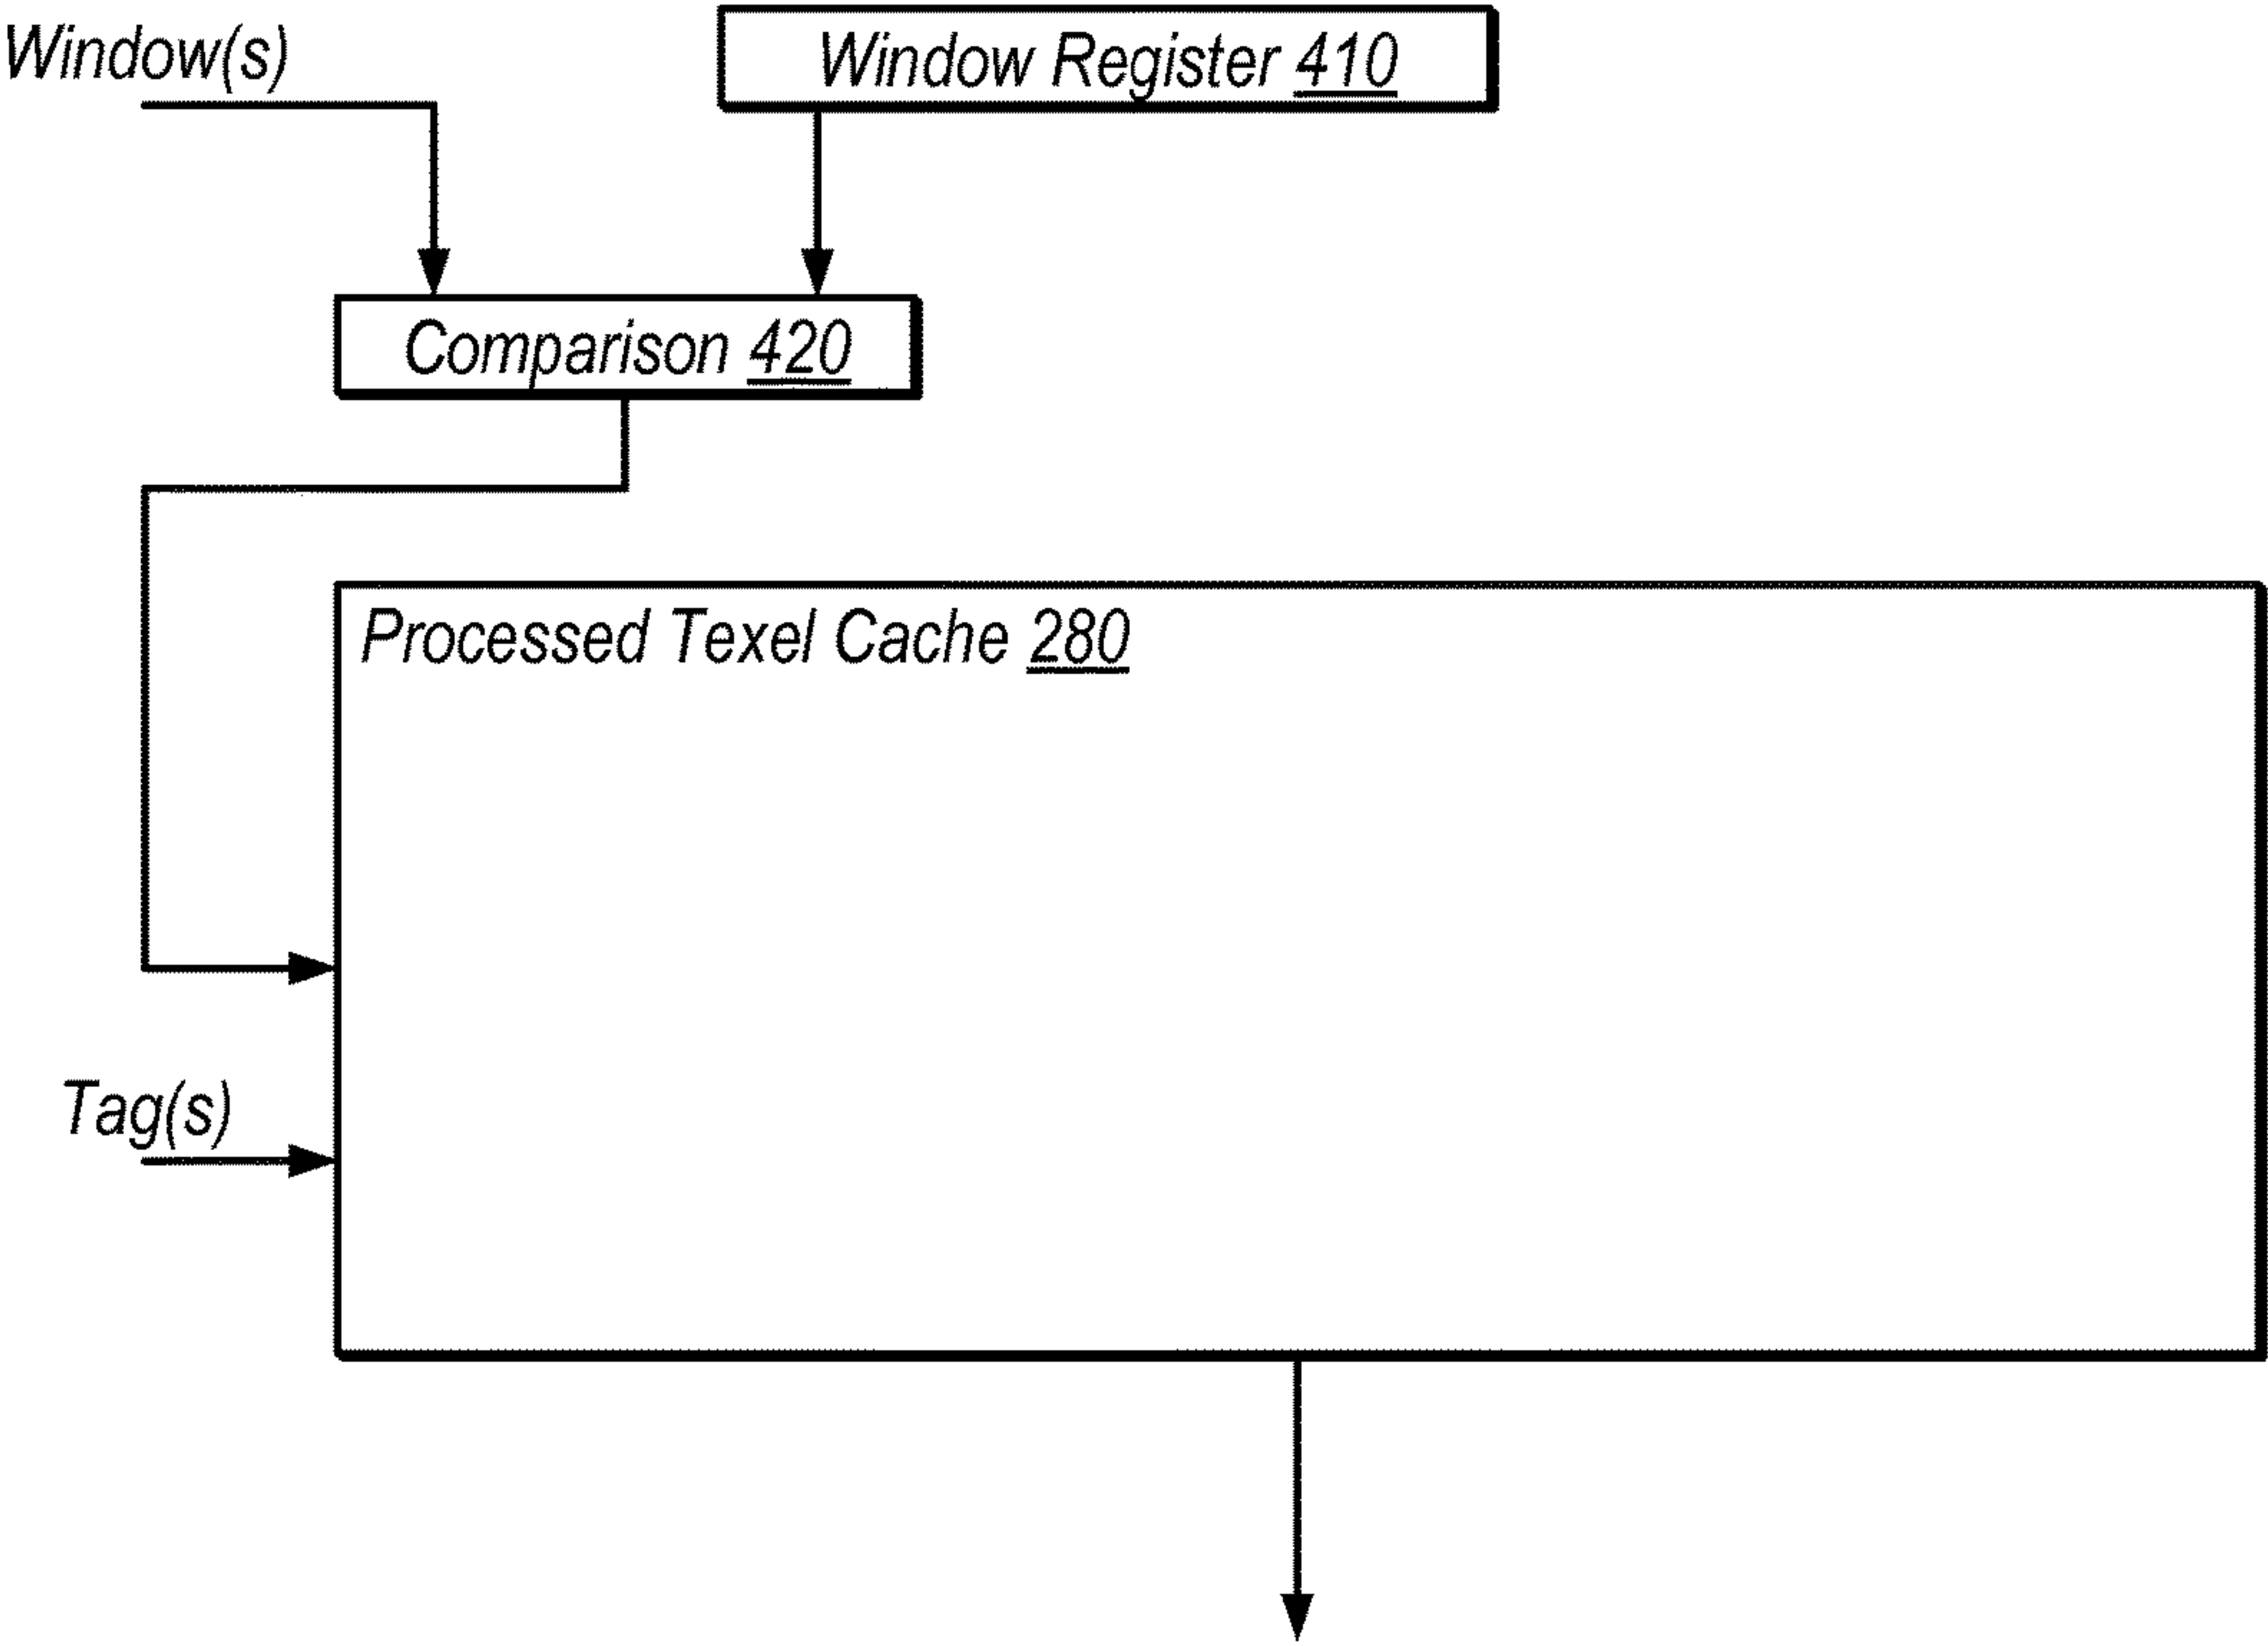 Window(s)
Window Register 410
Comparison 420
Processed Texel Cache 280
Tag(s)